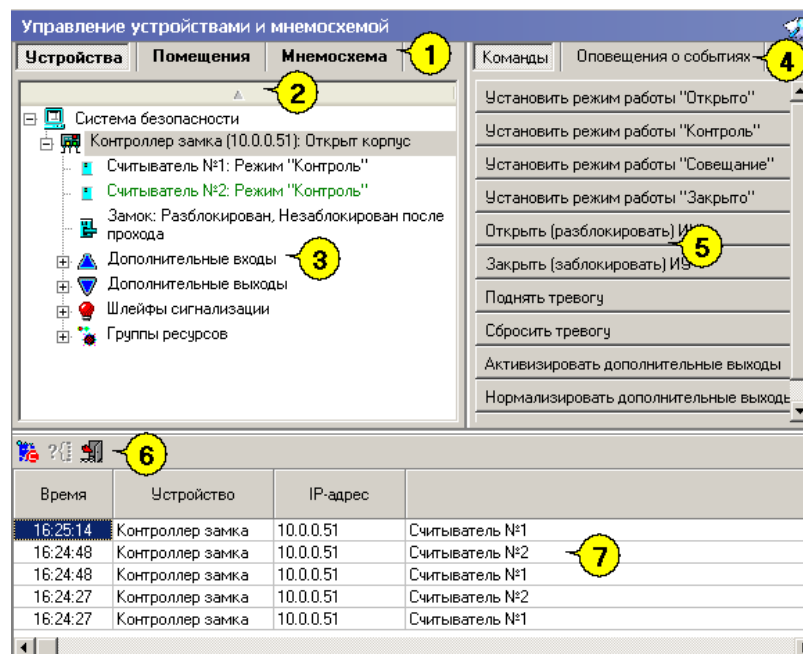 Управление устройствами и мнемосхемой
Устройства Помещения Мнемосхема 1
Команды Оповещения о событиях 4
2
Система безопасности
Контроллер замка (10.0.0.51): Открыт корпус
Считыватель №1: Режим "Контроль"
Считыватель №2: Режим "Контроль"
Замок: Разблокирован, Незаблокирован после
прохода
Дополнительные входы 3
Дополнительные выходы
Шлейфы сигнализации
Группы ресурсов
Установить режим работы "Открыто"
Установить режим работы "Контроль"
Установить режим работы "Совещание"
Установить режим работы "Закрыто"
Открыть (разблокировать) 5
Закрыть (заблокировать) ИУ
Поднять тревогу
Сбросить тревогу
Активизировать дополнительные выходы
Нормализировать дополнительные выходы
6
Время Устройство IP-адрес
16:25:14 Контроллер замка 10.0.0.51 Считыватель №1
16:24:48 Контроллер замка 10.0.0.51 Считыватель №2 7
16:24:48 Контроллер замка 10.0.0.51 Считыватель №1
16:24:27 Контроллер замка 10.0.0.51 Считыватель №2
16:24:27 Контроллер замка 10.0.0.51 Считыватель №1